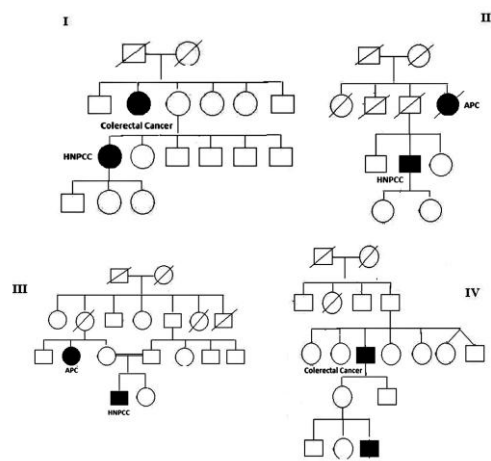 I
II
Colerectal Cancer
APC
HNPCC
HNPCC
III
IV
APC
Colerectal Cancer
HNPCC